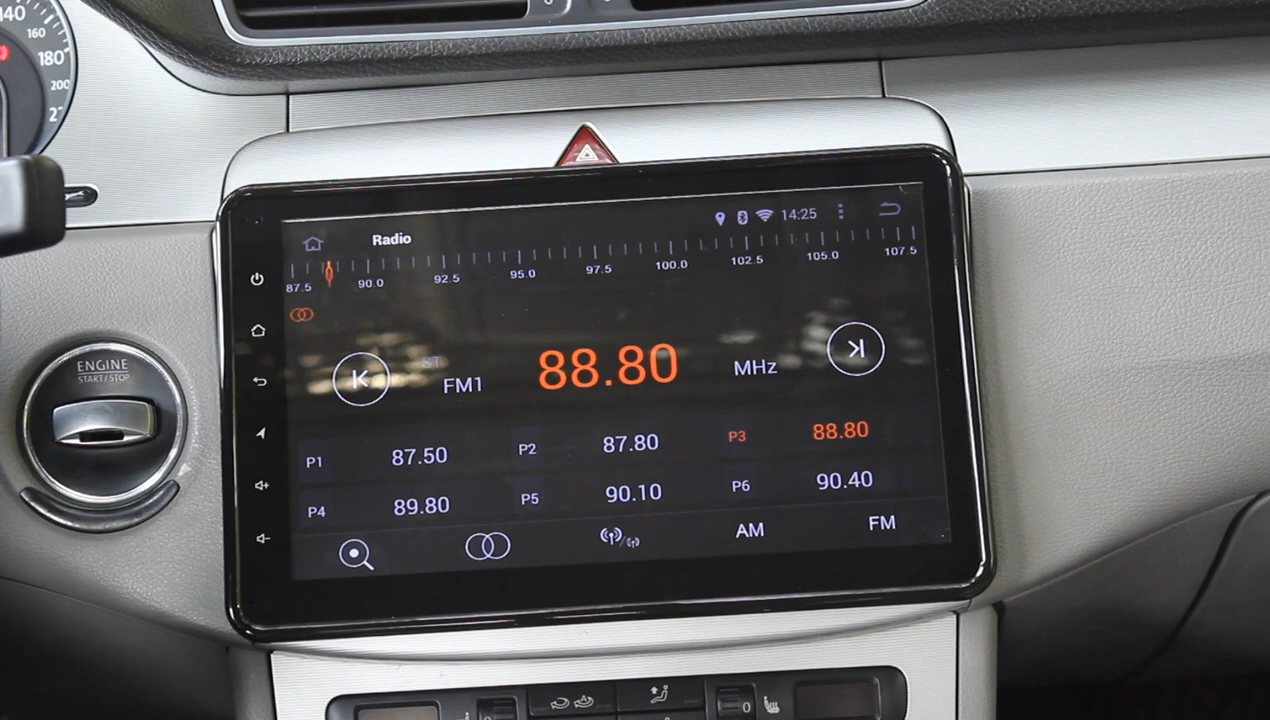 140
160
180
200
ENGINE
START/STOP
14:25
Radio
87.5 90.0 92.5 95.0 97.5 100.0 102.5 105.0 107.5
ST
FM1 88.80 MHz
P1 87.50 P2 87.80 P3 88.80
P4 89.80 P5 90.10 P6 90.40
AM FM
0 0